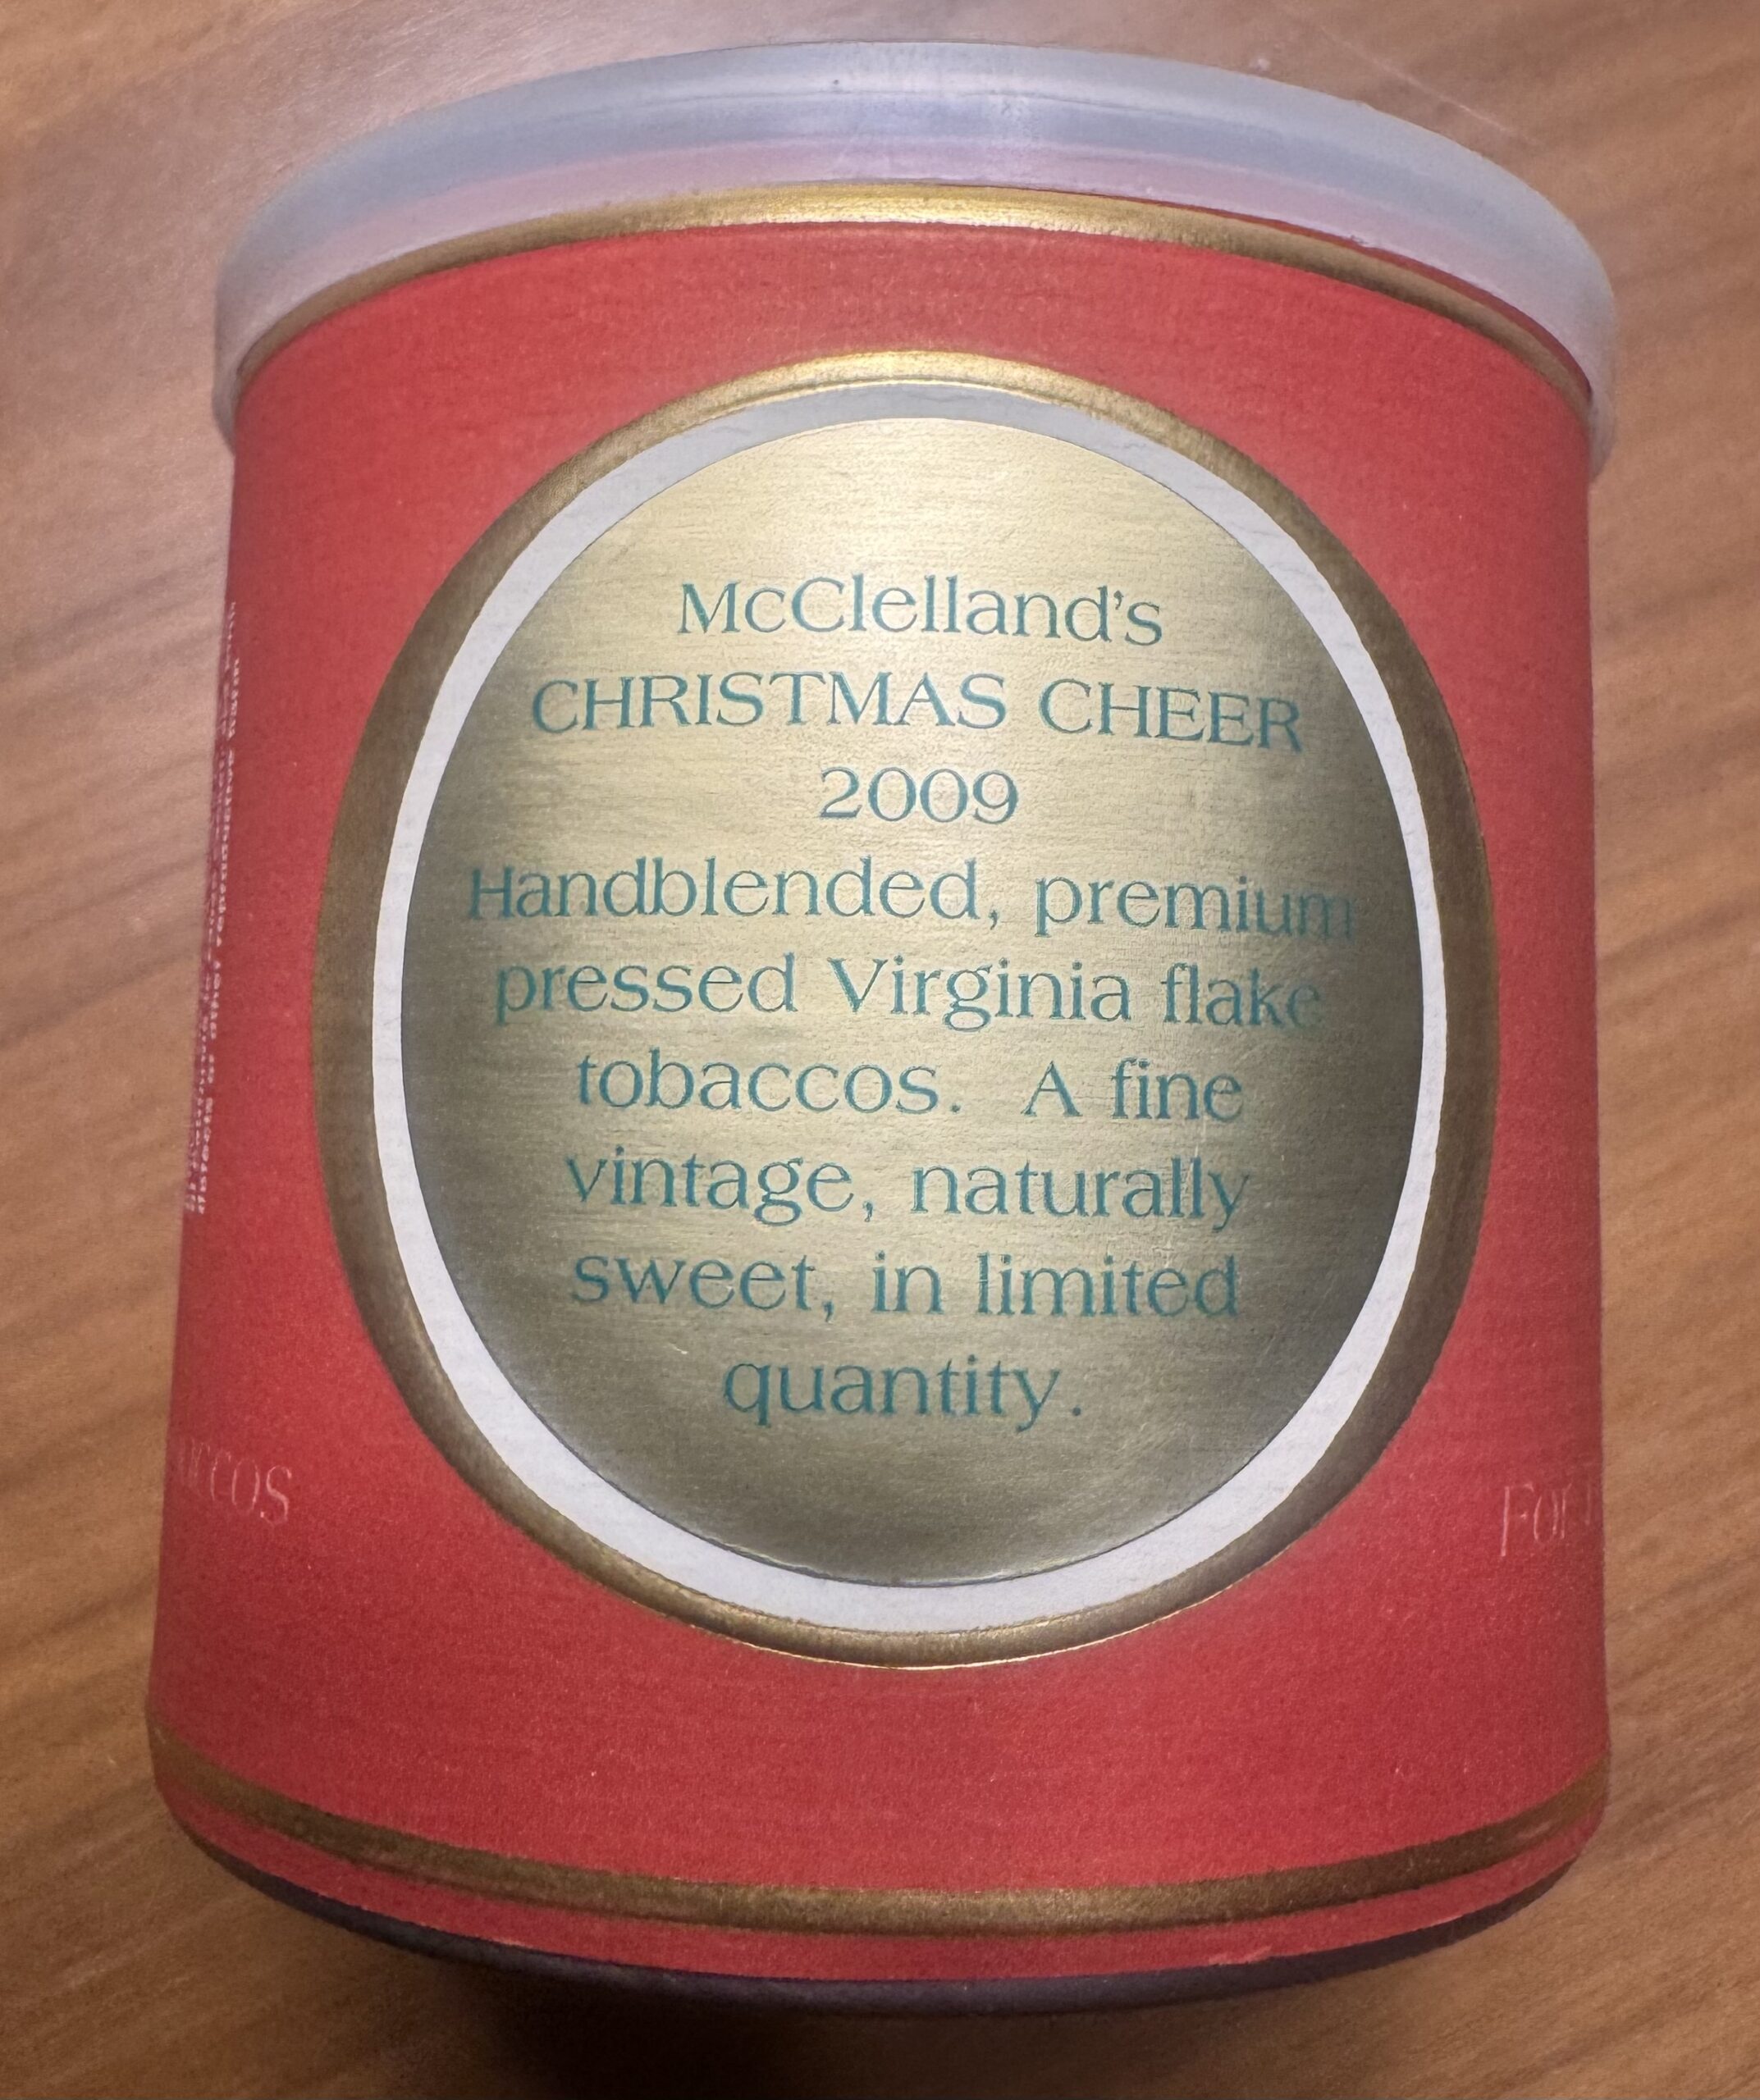 McClelland's
CHRISTMAS CHEER
2009
Handblended, premium
pressed Virginia flake
tobaccos. A fine
vintage, naturally
sweet, in limited
quantity.